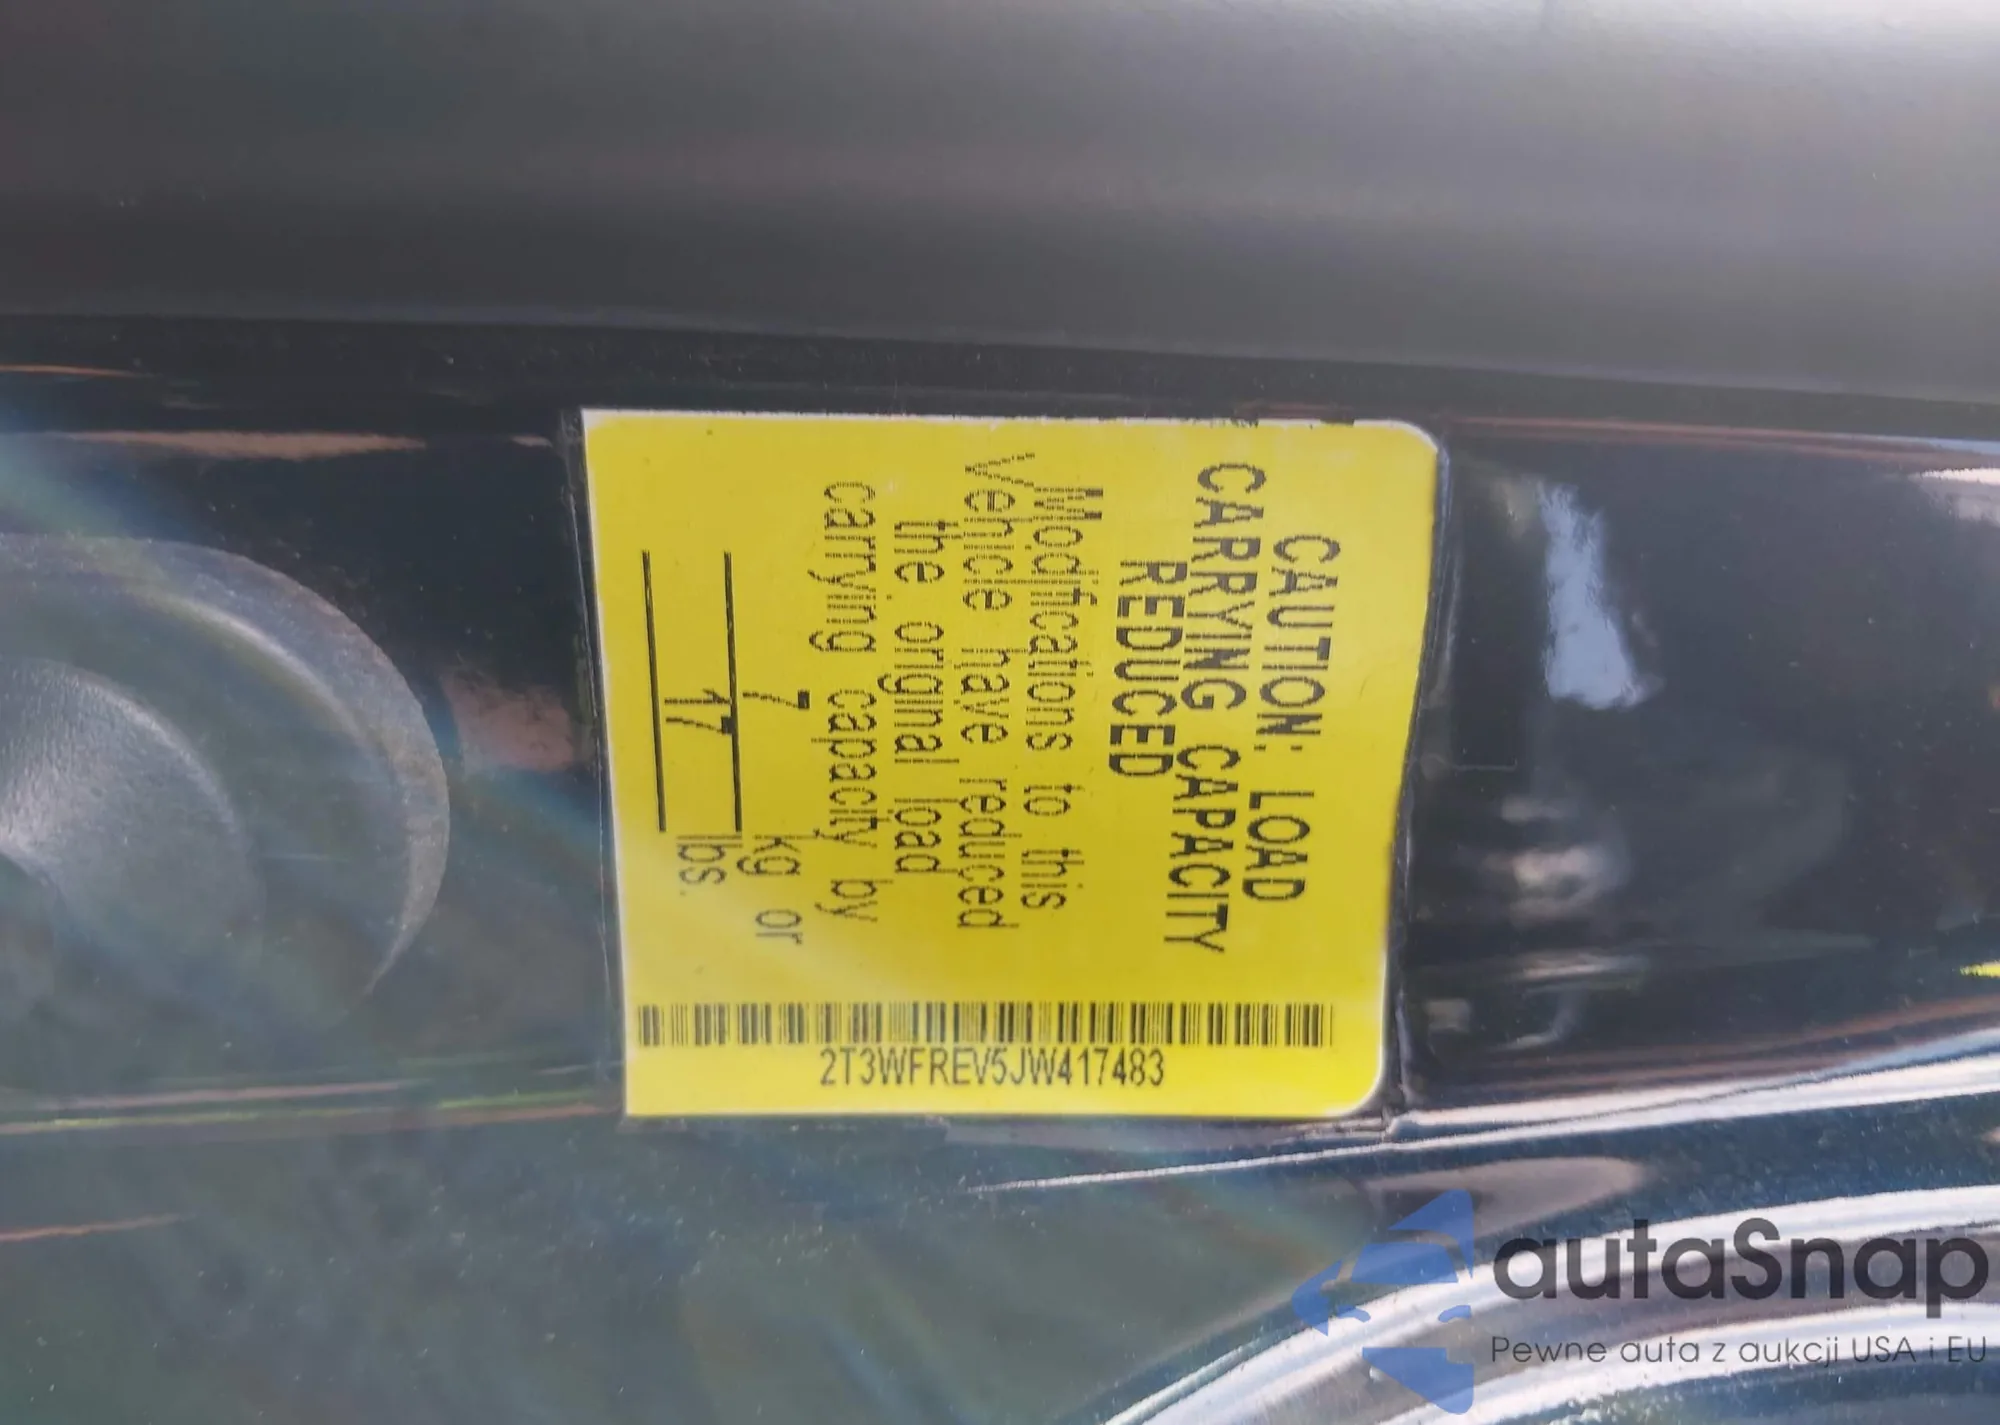 CAUTION: LOAD
CARRYING CAPACITY
REDUCED
Modifications to this
vehicle have reduced
the original load
carrying capacity by
7 kg or
17 lbs.
2T3WFREV5JW417483
autaSnap
Pewne auta z aukcji USA i EU